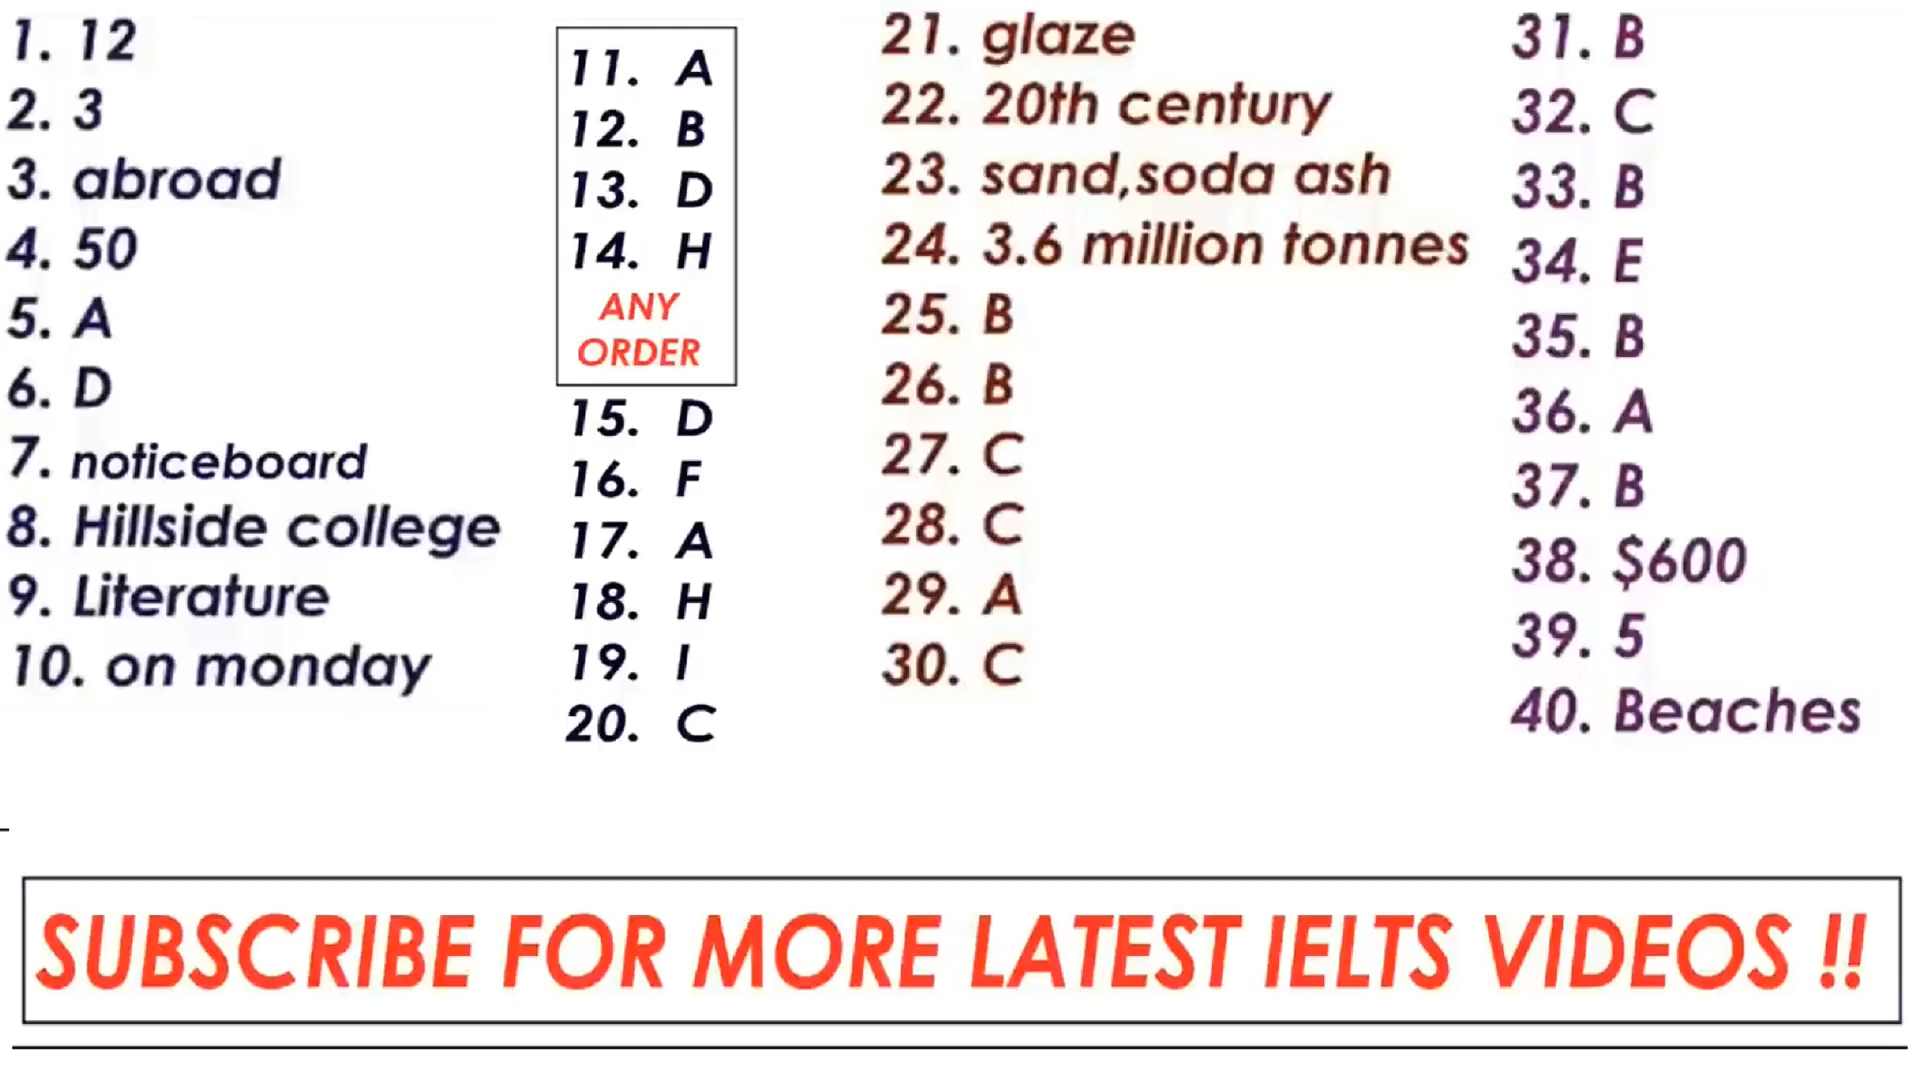 1. 12
2. 3
3. abroad
4. 50
5. A
6. D
7. noticeboard
8. Hillside college
9. Literature
10. on monday
11. A
12. B
13. D
14. H
ANY
ORDER
15. D
16. F
17. A
18. H
19. I
20. C
21. glaze
22. 20th century
23. sand,soda ash
24. 3.6 million tonnes
25. B
26. B
27. C
28. C
29. A
30. C
31. B
32. C
33. B
34. E
35. B
36. A
37. B
38. $600
39. 5
40. Beaches
SUBSCRIBE FOR MORE LATEST IELTS VIDEOS !!